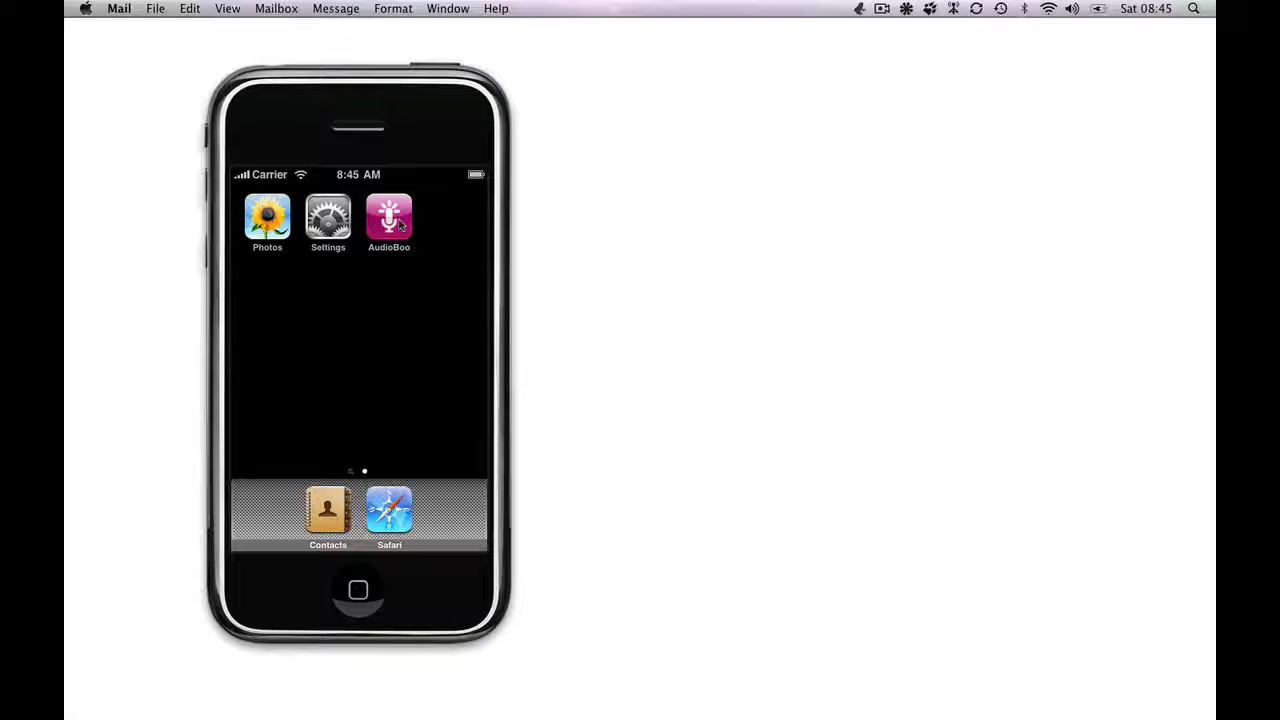 Mail File Edit View Mailbox Message Format Window Help Sat 08:45
Carrier 8:45 AM
Photos Settings AudioBoo
Contacts Safari